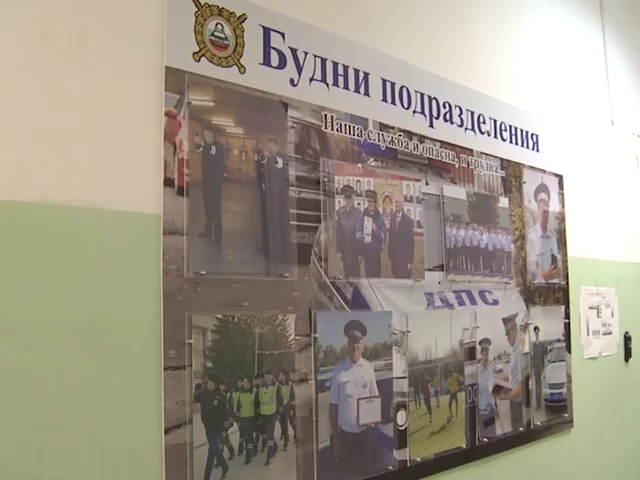 Будни подразделения
Наша служба и опасна, и трудна...
ДПС